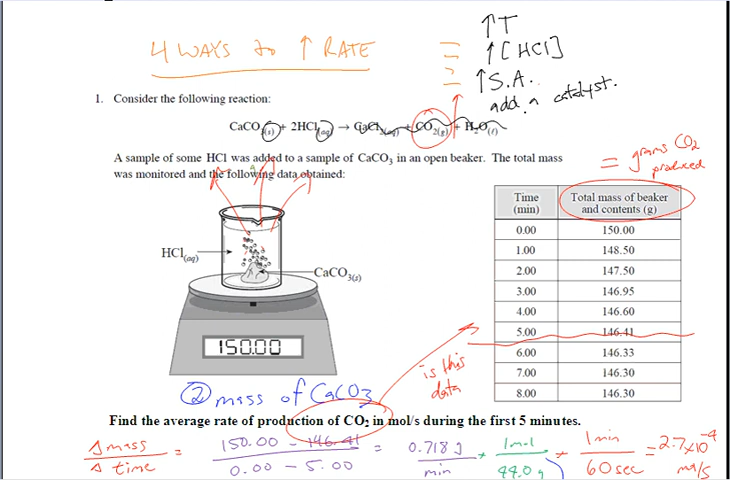 4 WAYS to ↑ RATE
↑ T
↑ [HCl]
↑ S.A.
add a catalyst.
1. Consider the following reaction:
CaCO3(s) + 2HCl(aq) → CaCl2(aq) + CO2(g) + H2O(l)
A sample of some HCl was added to a sample of CaCO3 in an open beaker. The total mass
was monitored and the following data obtained:
= grams CO2
produced
Time
(min)
Total mass of beaker
and contents (g)
0.00 150.00
1.00 148.50
2.00 147.50
3.00 146.95
4.00 146.60
5.00 146.41
6.00 146.33
7.00 146.30
8.00 146.30
HCl(aq)
CaCO3(s)
150.00
is this
data
② mass of CaCO3
Find the average rate of production of CO2 in mol/s during the first 5 minutes.
Δ mass / Δ time = 150.00 - 146.41 / 0.00 - 5.00 = 0.718 g / min × 1 mol / 44.0 g × 1 min / 60 sec = 2.7 x 10⁻⁴ mol/s